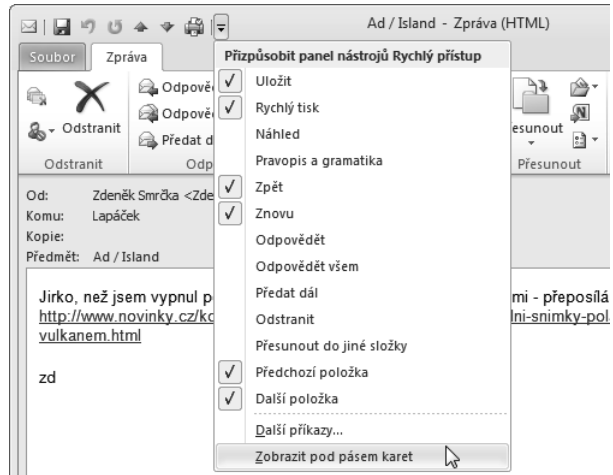 Ad / Island - Zpráva (HTML)
Soubor
Zpráva
Přizpůsobit panel nástrojů Rychlý přístup
Uložit
Rychlý tisk
Náhled
Pravopis a gramatika
Zpět
Znovu
Odpovědět
Odpovědět všem
Předat dál
Odstranit
Přesunout do jiné složky
Předchozí položka
Další položka
Další příkazy...
Zobrazit pod pásem karet
Odstranit
Odstranit
Předat d
Odp
Přesunout
Od: Zdeněk Smrčka <Zde
Komu: Lapáček
Kopie:
Předmět: Ad / Island
Jirko, než jsem vypnul p mi - přeposílá
http://www.novinky.cz/ko lni-snimky-pol
vulkanem.html
zd